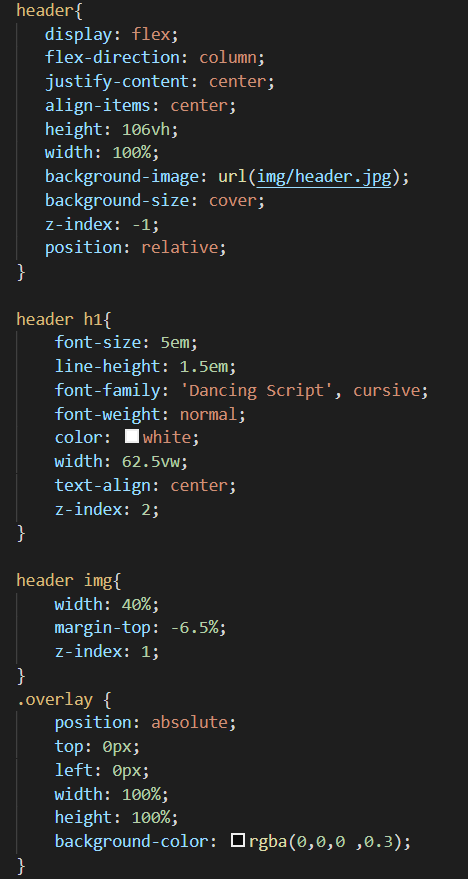 header{
display: flex;
flex-direction: column;
justify-content: center;
align-items: center;
height: 106vh;
width: 100%;
background-image: url(img/header.jpg);
background-size: cover;
z-index: -1;
position: relative;
}
header h1{
font-size: 5em;
line-height: 1.5em;
font-family: 'Dancing Script', cursive;
font-weight: normal;
color: white;
width: 62.5vw;
text-align: center;
z-index: 2;
}
header img{
width: 40%;
margin-top: -6.5%;
z-index: 1;
}
.overlay {
position: absolute;
top: 0px;
left: 0px;
width: 100%;
height: 100%;
background-color: rgba(0,0,0 ,0.3);
}